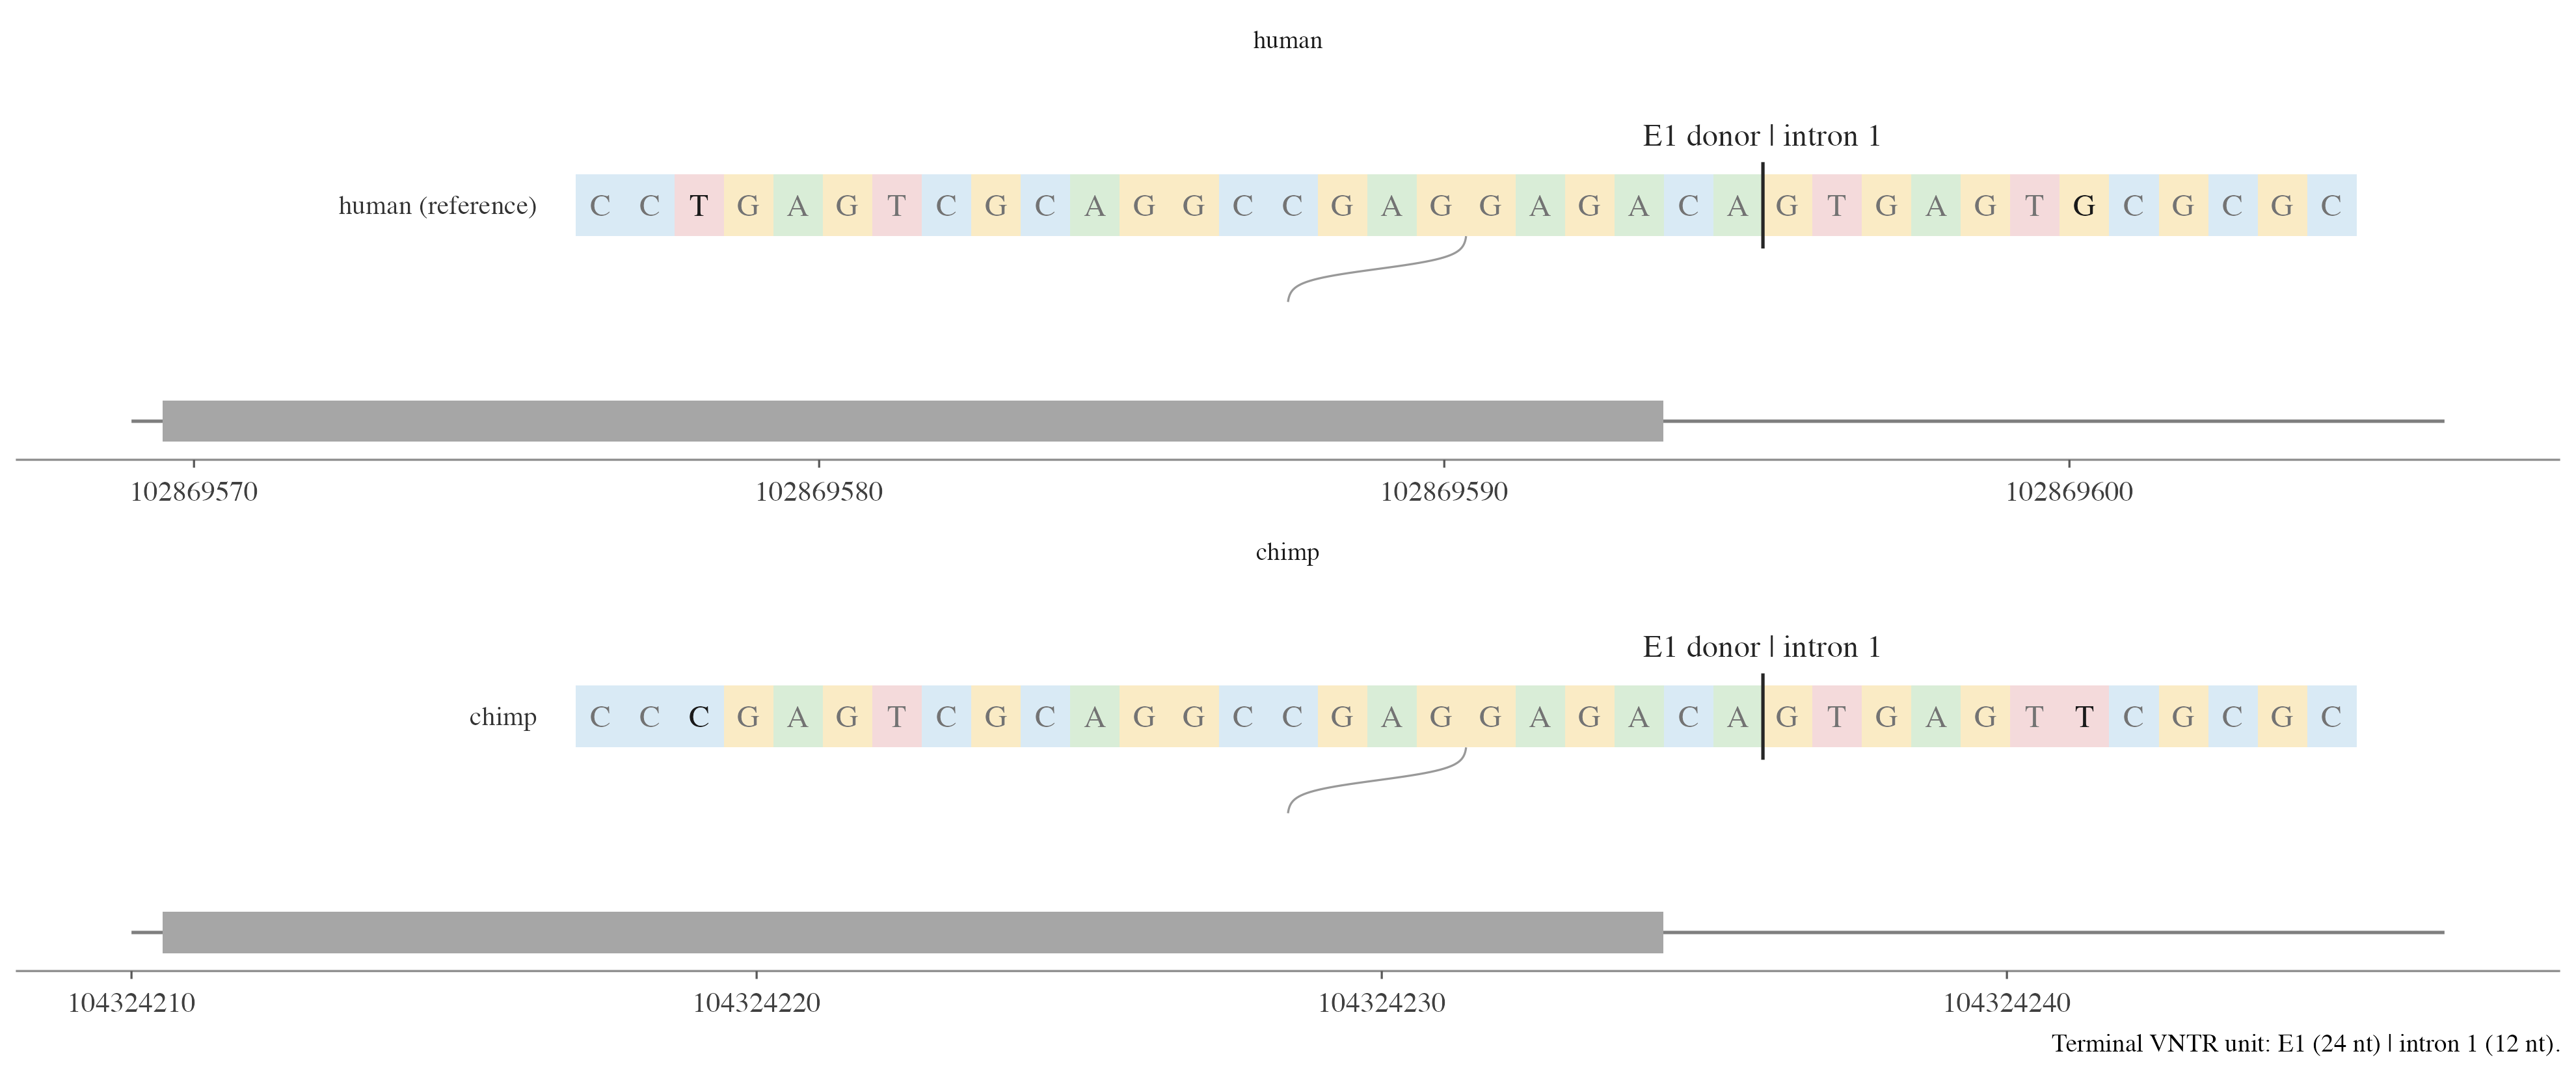 human
E1 donor | intron 1
human (reference) C C T G A G T C G C A G G C C G A G G A G A C A G T G A G T G C G C G C
102869570 102869580 102869590 102869600
chimp
E1 donor | intron 1
chimp C C C G A G T C G C A G G C C G A G G A G A C A G T G A G T T C G C G C
104324210 104324220 104324230 104324240
Terminal VNTR unit: E1 (24 nt) | intron 1 (12 nt).